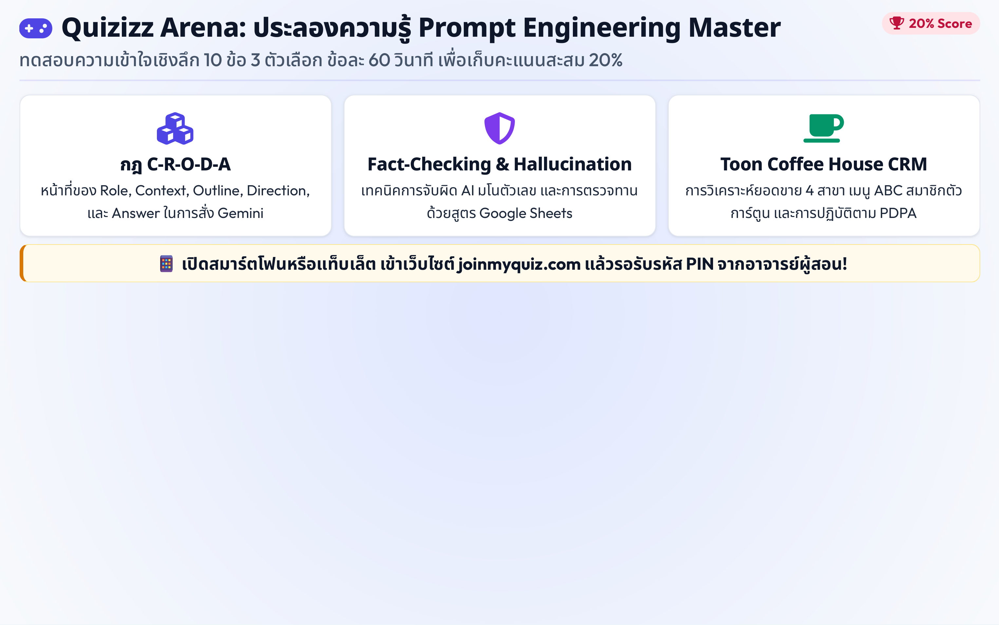 Quizizz Arena: ประลองความรู้ Prompt Engineering Master
20% Score
ทดสอบความเข้าใจเชิงลึก 10 ข้อ 3 ตัวเลือก ข้อละ 60 วินาที เพื่อเก็บคะแนนสะสม 20%
กฎ C-R-O-D-A
หน้าที่ของ Role, Context, Outline, Direction,
และ Answer ในการสั่ง Gemini
Fact-Checking & Hallucination
เทคนิคการจับผิด AI มโนตัวเลข และการตรวจทาน
ด้วยสูตร Google Sheets
Toon Coffee House CRM
การวิเคราะห์ยอดขาย 4 สาขา เมนู ABC สมาชิกตัว
การ์ตูน และการปฏิบัติตาม PDPA
เปิดสมาร์ตโฟนหรือแท็บเล็ต เข้าเว็บไซต์ joinmyquiz.com แล้วรอรับรหัส PIN จากอาจารย์ผู้สอน!